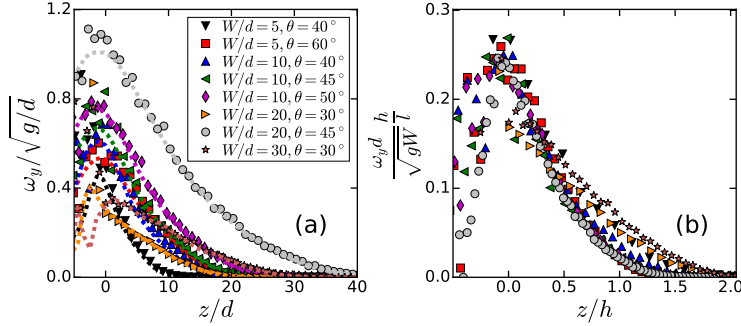 1.2
0.8
0.4
0.0
ω_y/√(g/d)
W/d = 5, θ = 40°
W/d = 5, θ = 60°
W/d = 10, θ = 40°
W/d = 10, θ = 45°
W/d = 10, θ = 50°
W/d = 20, θ = 30°
W/d = 20, θ = 45°
W/d = 30, θ = 30°
(a)
0 10 20 30 40
z/d
0.3
0.2
0.1
0.0
ω_y d/√(gW) h/l
(b)
0.0 0.5 1.0 1.5 2.0
z/h